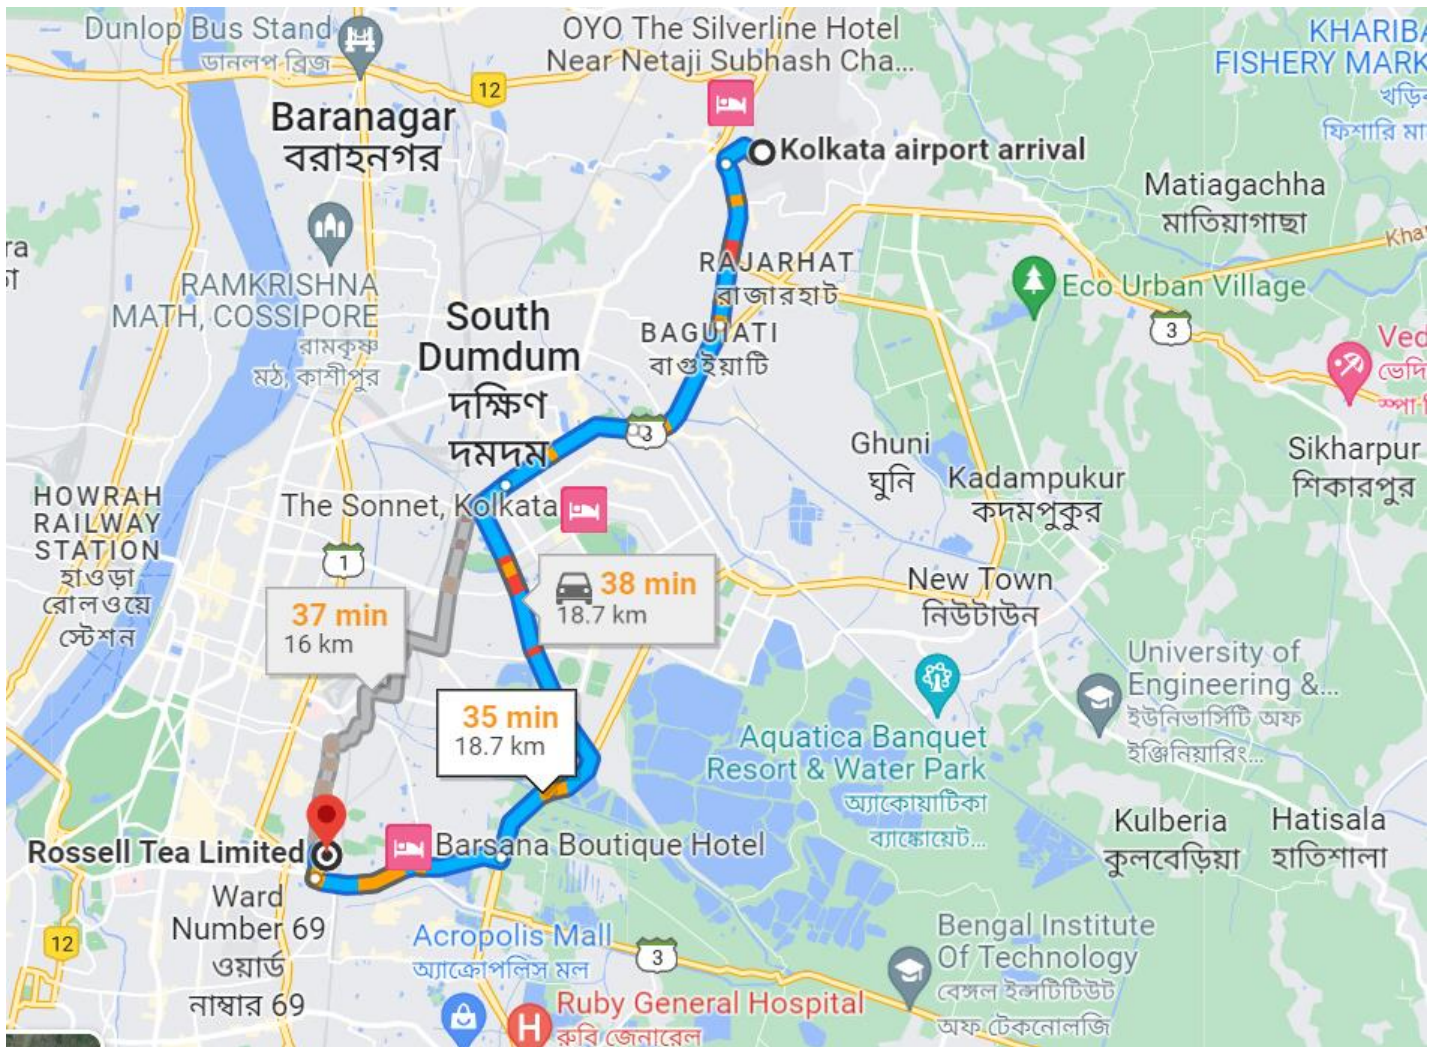 Dunlop Bus Stand
ডানলপ ব্রিজ
12
OYO The Silverline Hotel
Near Netaji Subhash Cha...
KHARIBA
FISHERY MARK
ফিশারি মা
Baranagar
বরাহনগর
Kolkata airport arrival
Matiagachha
মাতিয়াগাছা
Kha
ra
RAMKRISHNA
MATH, COSSIPORE
রামকৃষ্ণ
মঠ, কাশীপুর
RAJARHAT
রাজারহাট
Eco Urban Village
3
South
Dumdum
দক্ষিণ
দমদম
BAGUIATI
বাগুইয়াটি
Ved
ভেদি
স্পা
3
Ghuni
ঘুনি
Kadampukur
কদমপুকুর
Sikharpur
শিকারপুর
HOWRAH
RAILWAY
STATION
হাওড়া
রেলওয়ে
স্টেশন
The Sonnet, Kolkata
1
38 min
18.7 km
New Town
নিউটাউন
37 min
16 km
University of
Engineering &...
ইউনিভার্সিটি অফ
ইঞ্জিনিয়ারিং...
35 min
18.7 km
Aquatica Banquet
Resort & Water Park
অ্যাকোয়াটিকা
ব্যাঙ্কোয়েট...
Kulberia
কুলবেড়িয়া
Hatisala
হাতিশালা
Rossell Tea Limited
Barsana Boutique Hotel
Ward
Number 69
ওয়ার্ড
নাম্বার 69
12
Acropolis Mall
অ্যাক্রোপলিস মল
3
Bengal Institute
Of Technology
বেঙ্গল ইন্সটিটিউট
অফ টেকনোলজি
Ruby General Hospital
রুবি জেনারেল